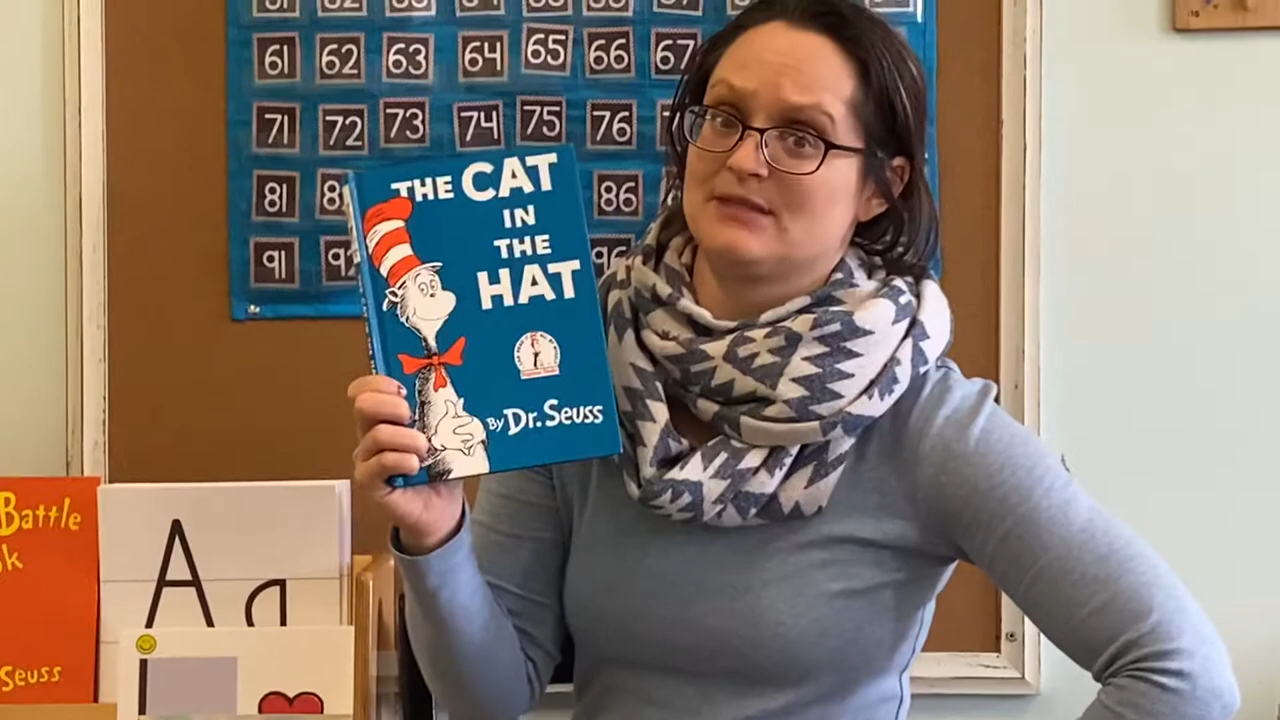 61 62 63 64 65 66 67
71 72 73 74 75 76
81 86
91
THE CAT
IN
THE
HAT
By Dr. Seuss
Battle
Seuss
A a